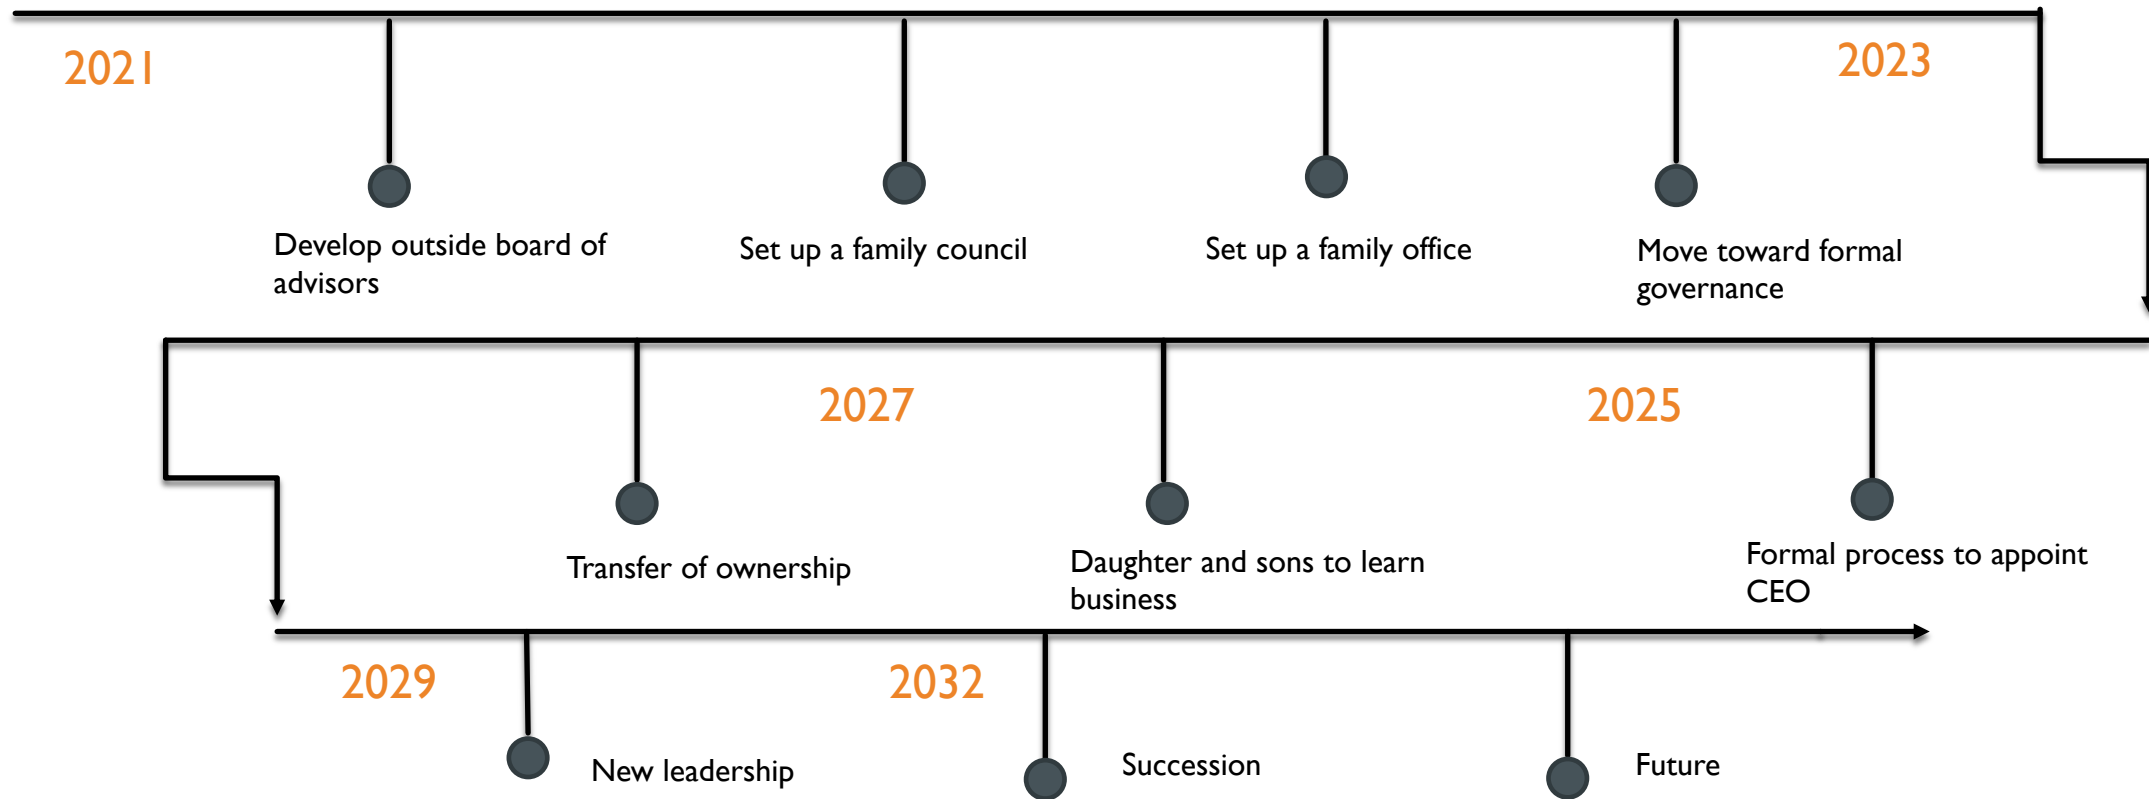 2021
2023
Develop outside board of
advisors
Set up a family council
Set up a family office
Move toward formal
governance
2027
2025
Transfer of ownership
Daughter and sons to learn
business
Formal process to appoint
CEO
2029
2032
New leadership
Succession
Future